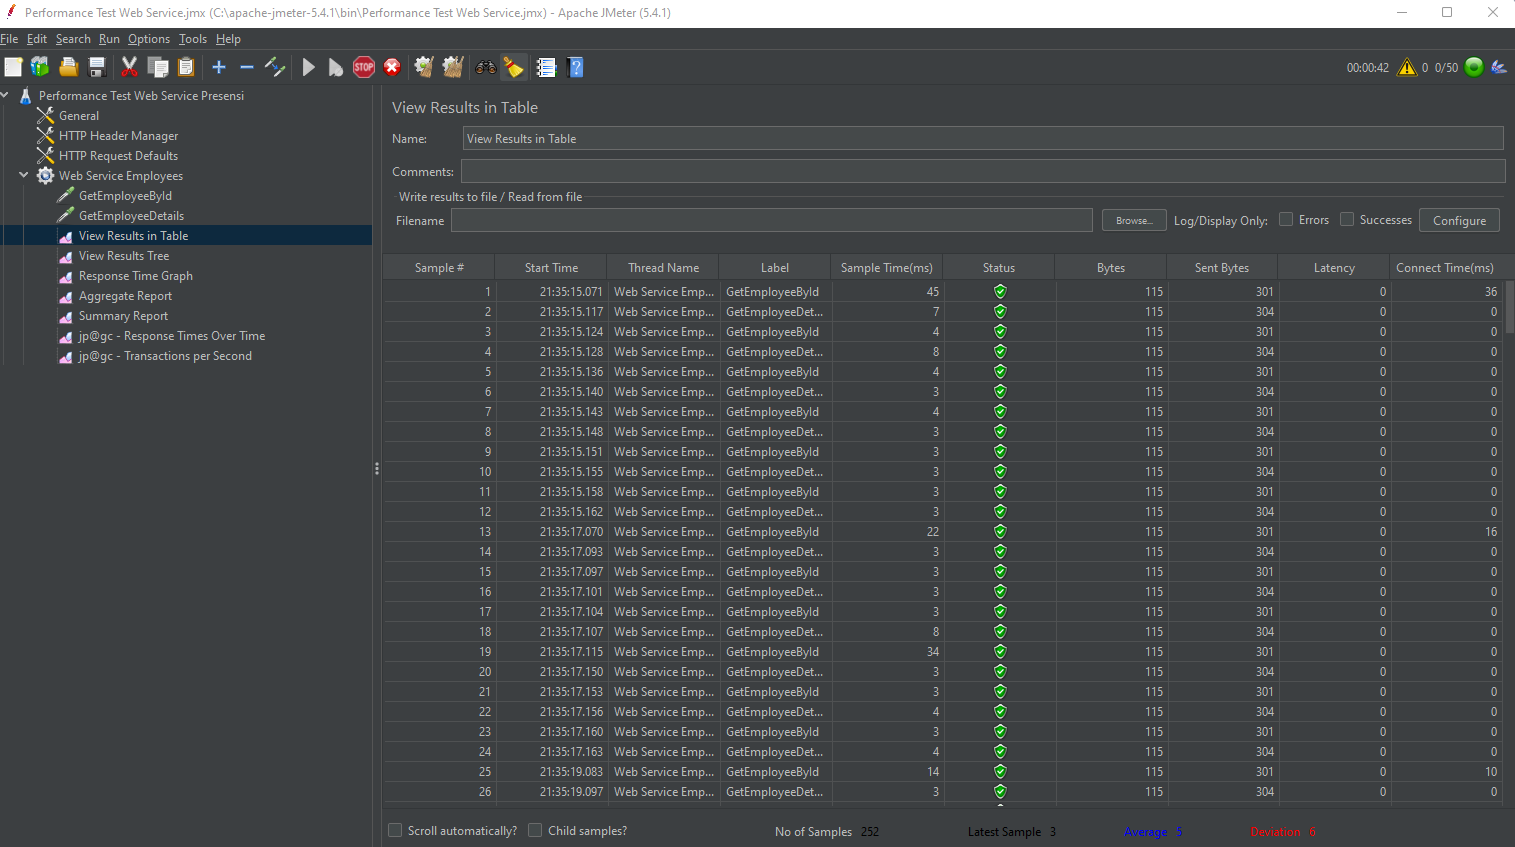 Performance Test Web Service.jmx (C:\apache-jmeter-5.4.1\bin\Performance Test Web Service.jmx) - Apache JMeter (5.4.1)
File Edit Search Run Options Tools Help
STOP 00:00:42 0 0/50
Performance Test Web Service Presensi
General
HTTP Header Manager
HTTP Request Defaults
Web Service Employees
GetEmployeeById
GetEmployeeDetails
View Results in Table
View Results Tree
Response Time Graph
Aggregate Report
Summary Report
jp@gc - Response Times Over Time
jp@gc - Transactions per Second
View Results in Table
Name: View Results in Table
Comments:
Write results to file / Read from file
Filename Browse... Log/Display Only: Errors Successes Configure
Sample # Start Time Thread Name Label Sample Time(ms) Status Bytes Sent Bytes Latency Connect Time(ms)
1 21:35:15.071 Web Service Emp... GetEmployeeById 45 115 301 0 36
2 21:35:15.117 Web Service Emp... GetEmployeeDet... 7 115 304 0 0
3 21:35:15.124 Web Service Emp... GetEmployeeById 4 115 301 0 0
4 21:35:15.128 Web Service Emp... GetEmployeeDet... 8 115 304 0 0
5 21:35:15.136 Web Service Emp... GetEmployeeById 4 115 301 0 0
6 21:35:15.140 Web Service Emp... GetEmployeeDet... 3 115 304 0 0
7 21:35:15.143 Web Service Emp... GetEmployeeById 4 115 301 0 0
8 21:35:15.148 Web Service Emp... GetEmployeeDet... 3 115 304 0 0
9 21:35:15.151 Web Service Emp... GetEmployeeById 3 115 301 0 0
10 21:35:15.155 Web Service Emp... GetEmployeeDet... 3 115 304 0 0
11 21:35:15.158 Web Service Emp... GetEmployeeById 3 115 301 0 0
12 21:35:15.162 Web Service Emp... GetEmployeeDet... 3 115 304 0 0
13 21:35:17.070 Web Service Emp... GetEmployeeById 22 115 301 0 16
14 21:35:17.093 Web Service Emp... GetEmployeeDet... 3 115 304 0 0
15 21:35:17.097 Web Service Emp... GetEmployeeById 3 115 301 0 0
16 21:35:17.101 Web Service Emp... GetEmployeeDet... 3 115 304 0 0
17 21:35:17.104 Web Service Emp... GetEmployeeById 3 115 301 0 0
18 21:35:17.107 Web Service Emp... GetEmployeeDet... 8 115 304 0 0
19 21:35:17.115 Web Service Emp... GetEmployeeById 34 115 301 0 0
20 21:35:17.150 Web Service Emp... GetEmployeeDet... 3 115 304 0 0
21 21:35:17.153 Web Service Emp... GetEmployeeById 3 115 301 0 0
22 21:35:17.156 Web Service Emp... GetEmployeeDet... 4 115 304 0 0
23 21:35:17.160 Web Service Emp... GetEmployeeById 3 115 301 0 0
24 21:35:17.163 Web Service Emp... GetEmployeeDet... 4 115 304 0 0
25 21:35:19.083 Web Service Emp... GetEmployeeById 14 115 301 0 10
26 21:35:19.097 Web Service Emp... GetEmployeeDet... 3 115 304 0 0
Scroll automatically? Child samples? No of Samples 252 Latest Sample 3 Average 5 Deviation 6